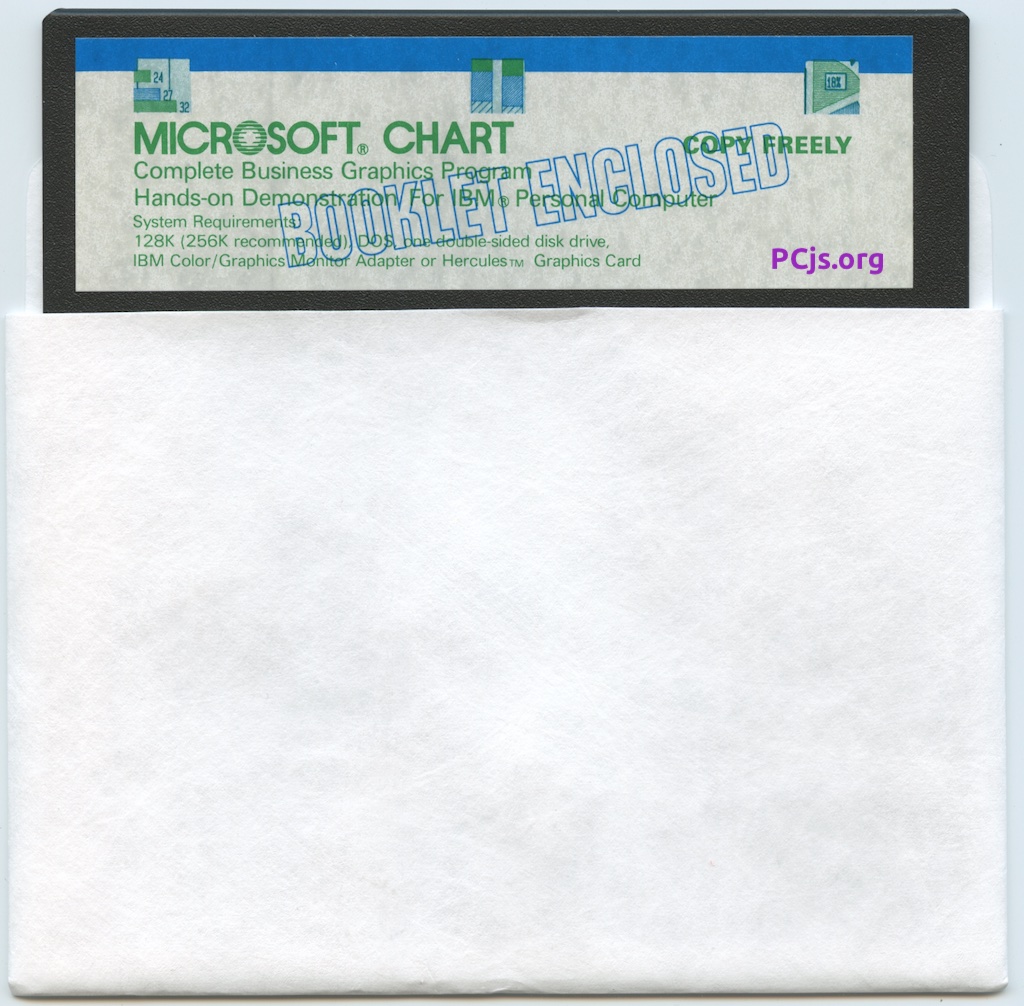 24
27
32
18%
MICROSOFT® CHART
COPY FREELY
Complete Business Graphics Program
Hands-on Demonstration For IBM® Personal Computer
BOOKLET ENCLOSED
System Requirements:
128K (256K recommended), DOS, one double-sided disk drive,
IBM Color/Graphics Monitor Adapter or Hercules™ Graphics Card
PCjs.org